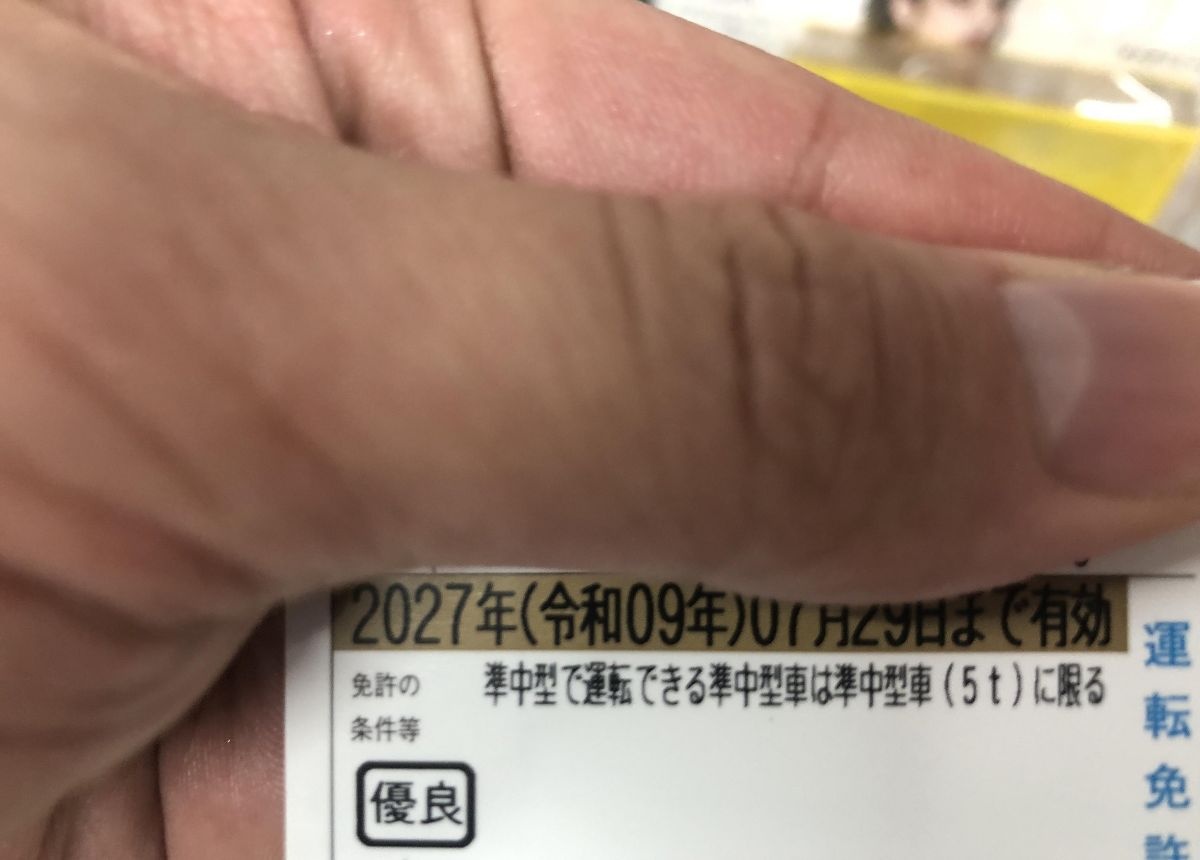 2027年(令和09年)07月29日まで有効
免許の
条件等
準中型で運転できる準中型車は準中型車(5t)に限る
優良
運転免許